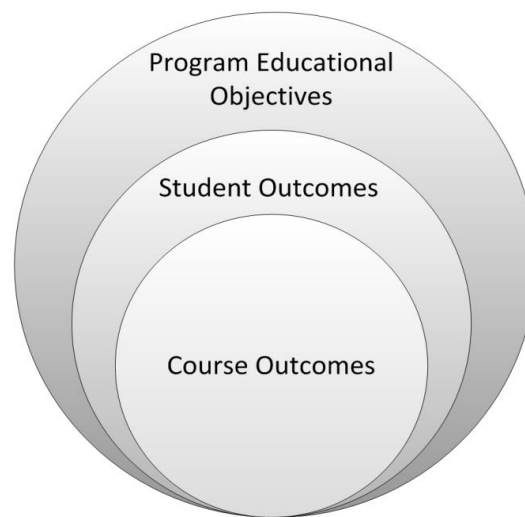 Program Educational
Objectives
Student Outcomes
Course Outcomes